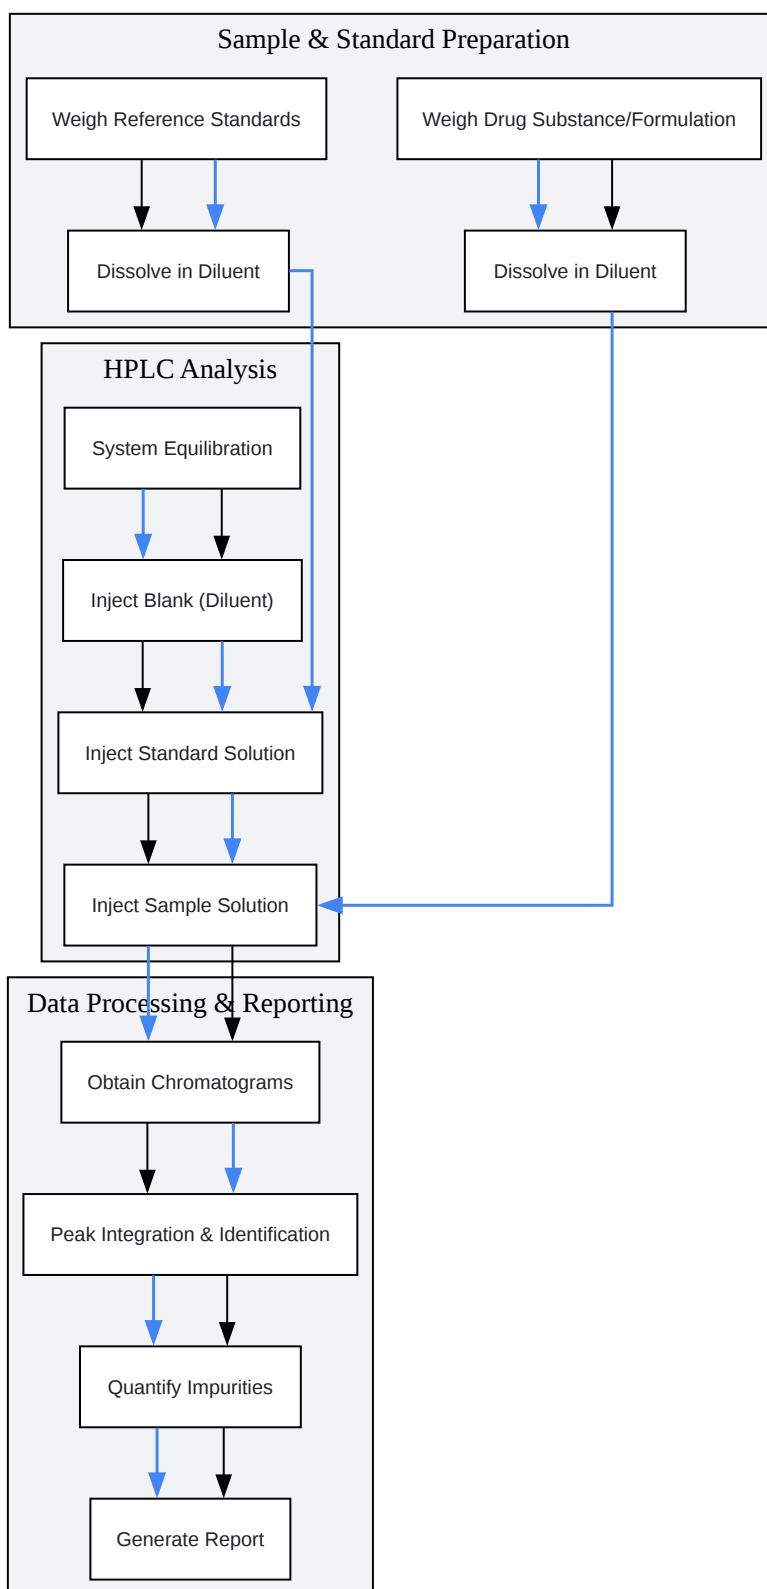 Sample & Standard Preparation
Weigh Reference Standards
Weigh Drug Substance/Formulation
Dissolve in Diluent
Dissolve in Diluent
HPLC Analysis
System Equilibration
Inject Blank (Diluent)
Inject Standard Solution
Inject Sample Solution
Data Processing & Reporting
Obtain Chromatograms
Peak Integration & Identification
Quantify Impurities
Generate Report